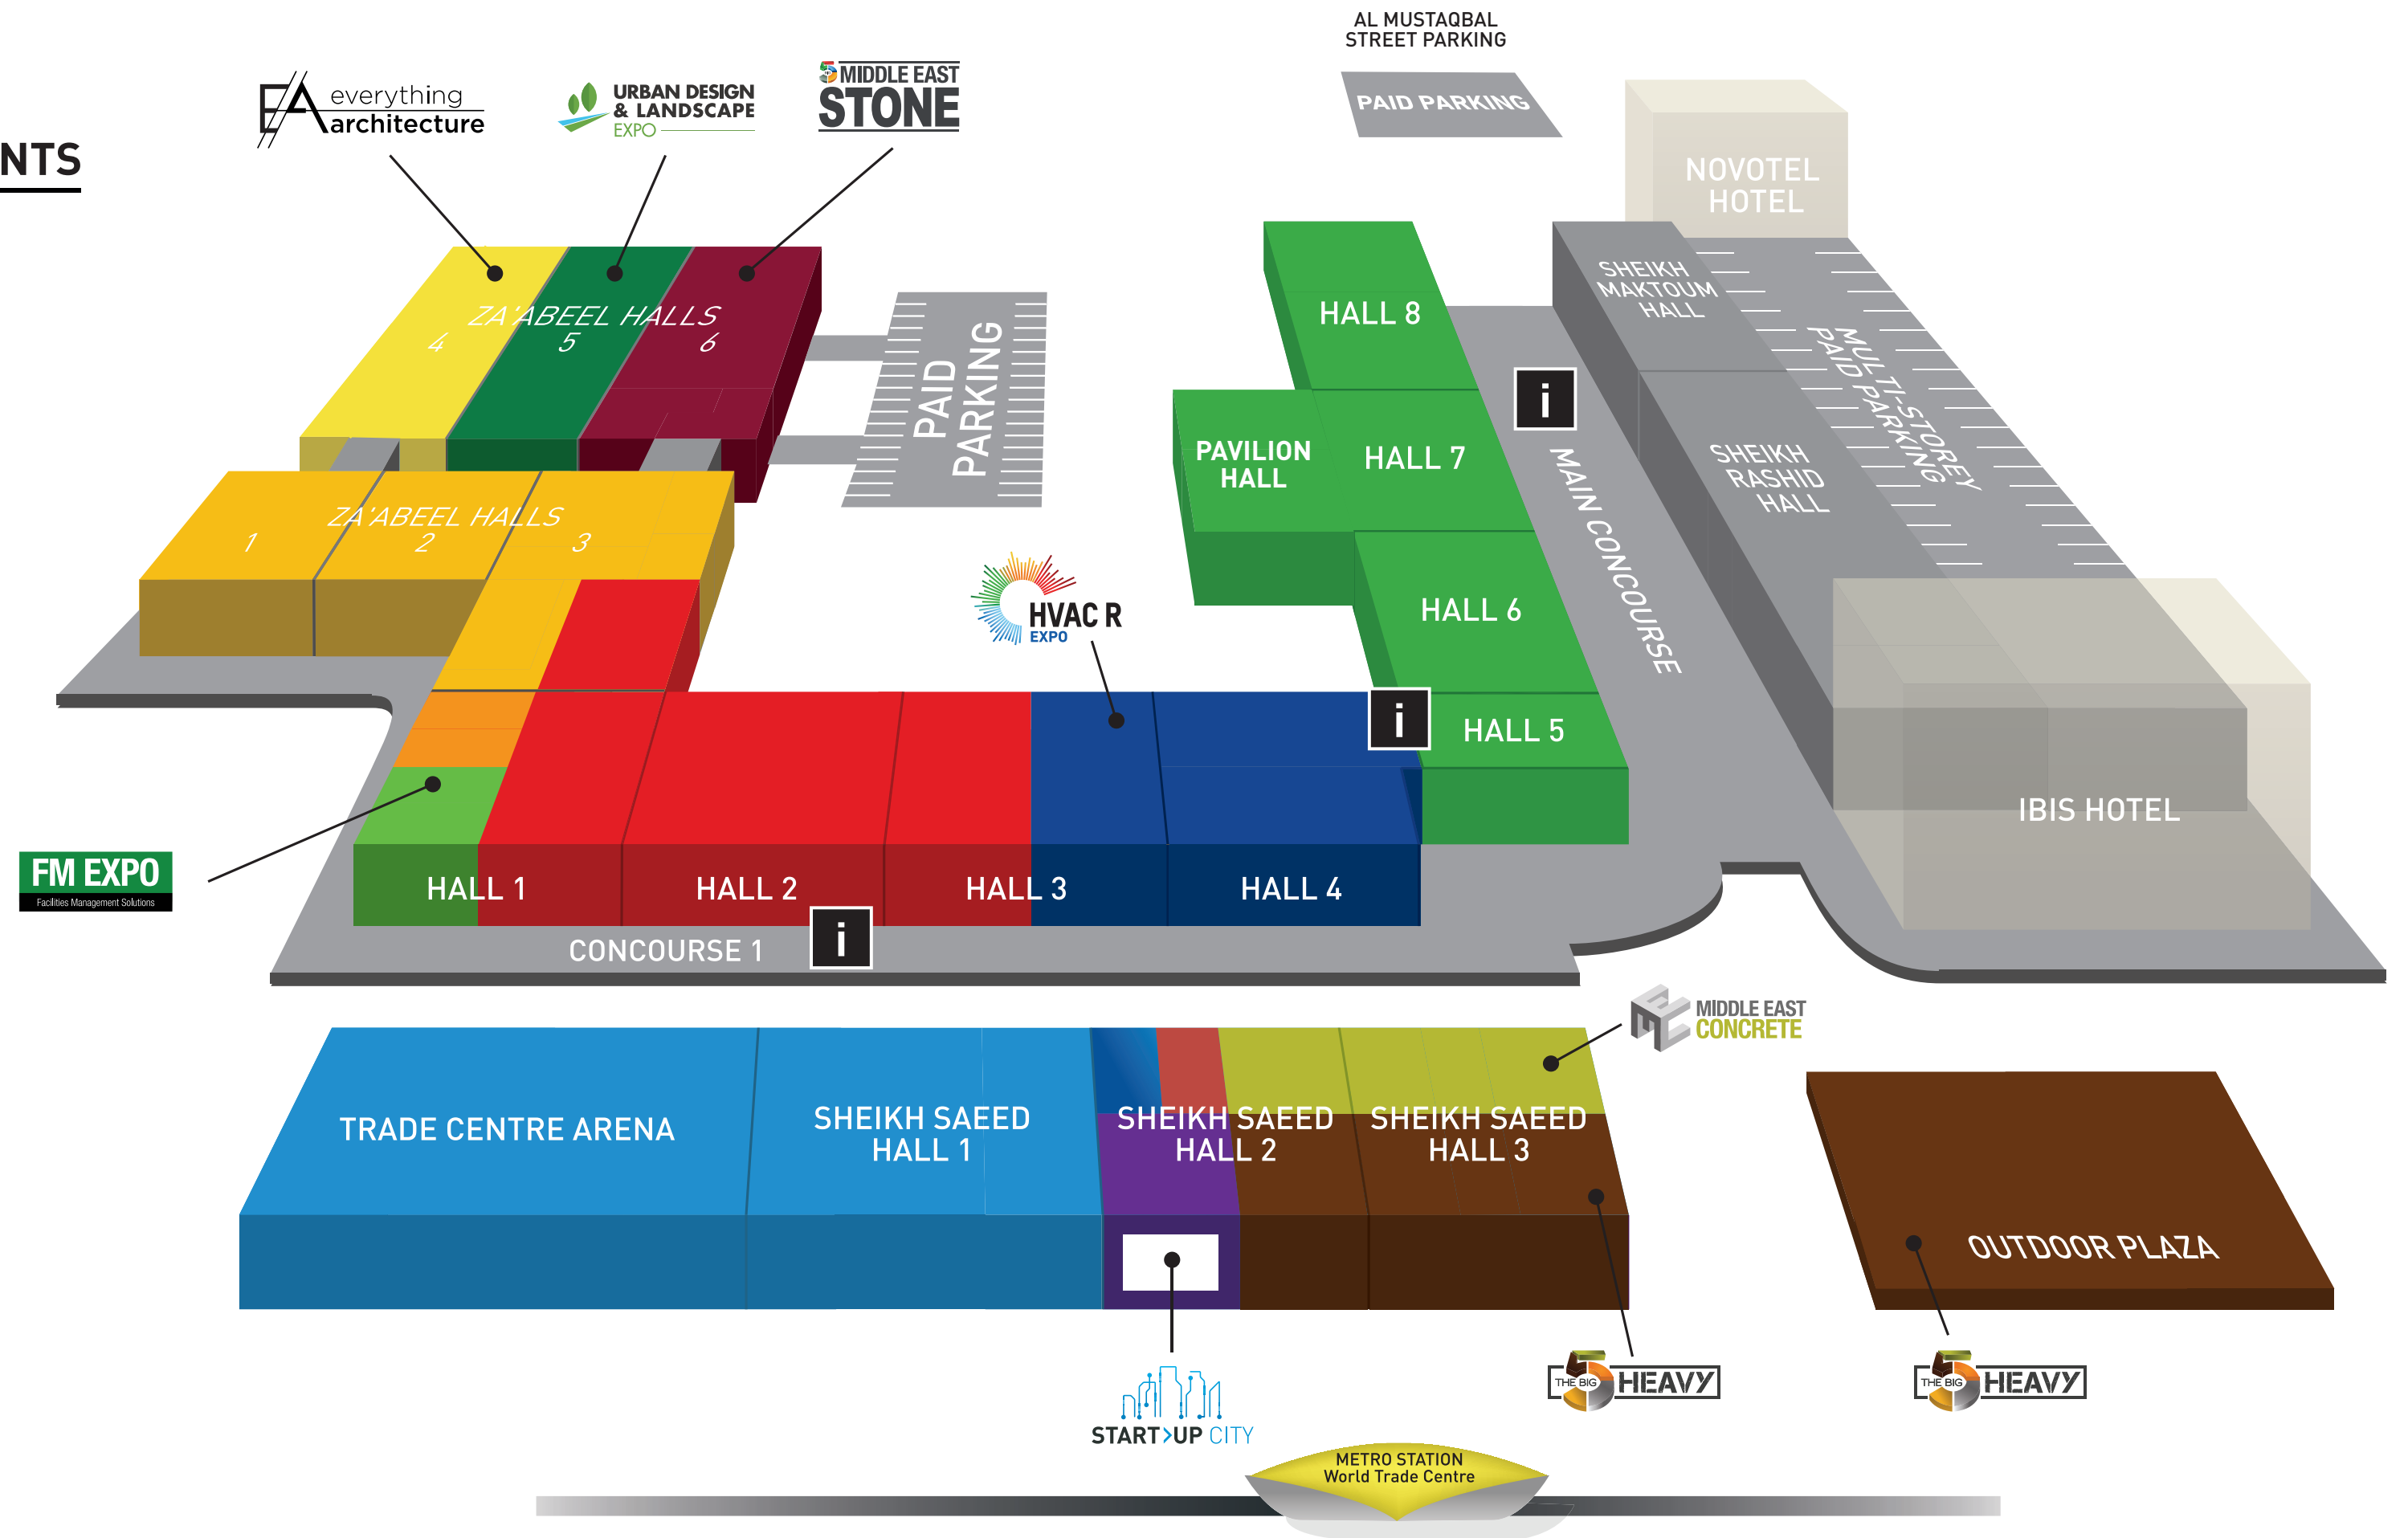 AL MUSTAQBAL
STREET PARKING
PAID PARKING
NTS
EA everything
architecture
URBAN DESIGN
& LANDSCAPE
EXPO
5 MIDDLE EAST
STONE
NOVOTEL
HOTEL
ZA'ABEEL HALLS
4
5
6
PAID
PARKING
HALL 8
SHEIKH
MAKTOUM
HALL
MULTI-STOREY
PAID PARKING
i
PAVILION
HALL
HALL 7
MAIN CONCOURSE
SHEIKH
RASHID
HALL
ZA'ABEEL HALLS
1
2
3
HVAC R
EXPO
HALL 6
i
HALL 5
IBIS HOTEL
FM EXPO
Facilities Management Solutions
HALL 1
HALL 2
HALL 3
HALL 4
CONCOURSE 1
i
MEC
MIDDLE EAST
CONCRETE
TRADE CENTRE ARENA
SHEIKH SAEED
HALL 1
SHEIKH SAEED
HALL 2
SHEIKH SAEED
HALL 3
OUTDOOR PLAZA
START>UP CITY
THE BIG 5 HEAVY
THE BIG 5 HEAVY
METRO STATION
World Trade Centre